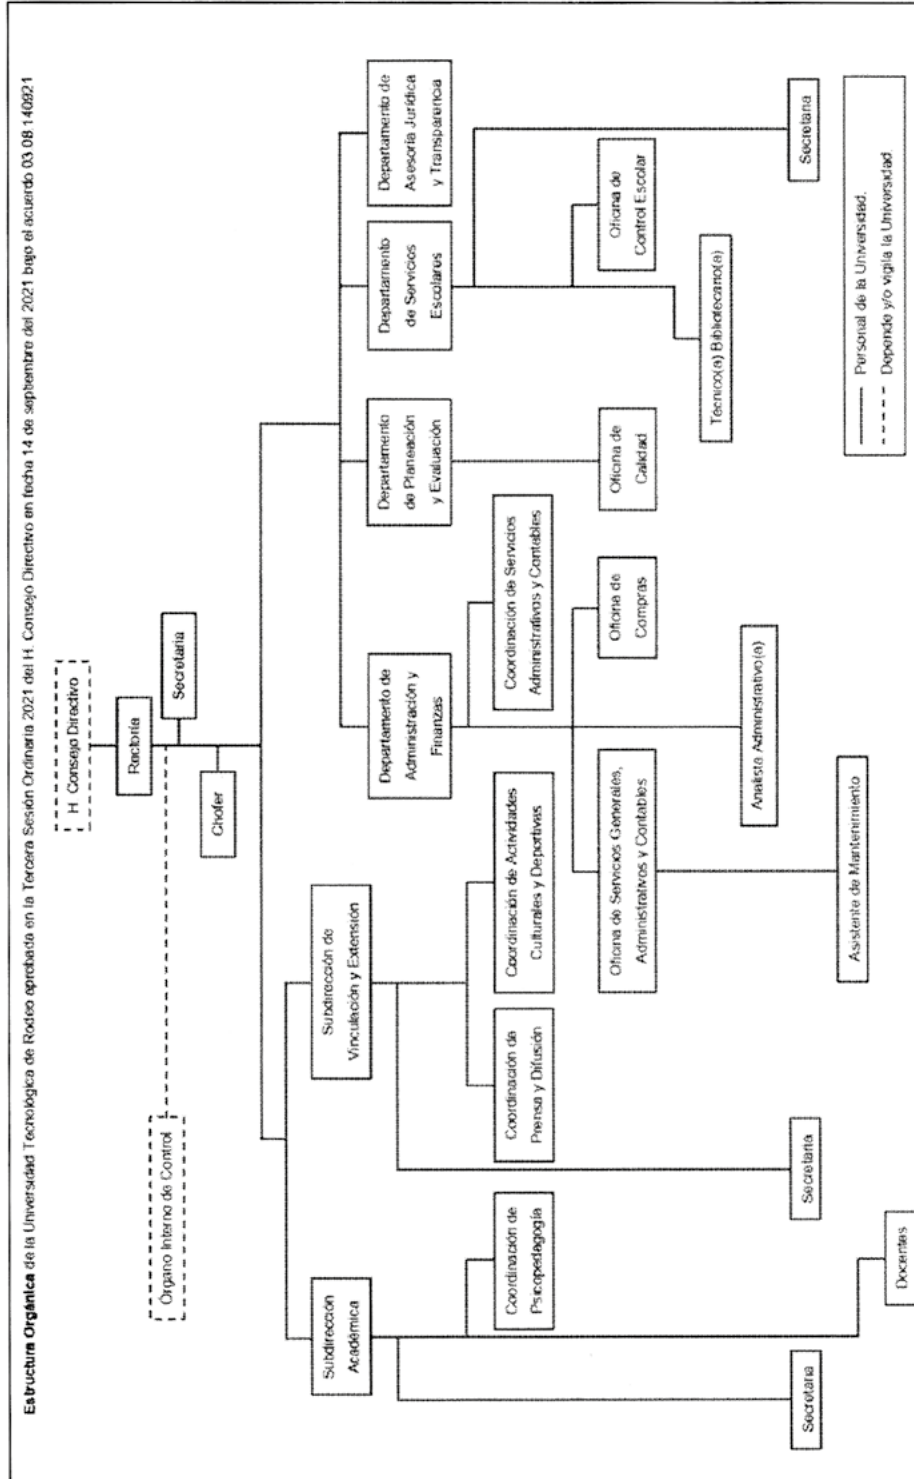 Estructura Orgánica de la Universidad Tecnológica de Rodeo aprobada en la Tercera Sesión Ordinaria 2021 del H. Consejo Directivo en fecha 14 de septiembre del 2021 bajo el acuerdo 03 08 140921
H. Consejo Directivo
Rectoría
Secretaria
Órgano Interno de Control
Chofer
Subdirección
Académica
Subdirección de
Vinculación y Extensión
Departamento de
Administración y
Finanzas
Departamento
de Planeación
y Evaluación
Departamento
de Servicios
Escolares
Departamento de
Asesoría Jurídica
y Transparencia
Coordinación de
Psicopedagogía
Coordinación de
Prensa y Difusión
Coordinación de Actividades
Culturales y Deportivas
Coordinación de Servicios
Administrativos y Contables
Oficina de Servicios Generales,
Administrativos y Contables
Oficina de
Compras
Oficina de
Calidad
Oficina de
Control Escolar
Técnico(a) Bibliotecario(a)
Analista Administrativo(a)
Secretaria
Secretaria
Secretaria
Asistente de Mantenimiento
Docentes
Personal de la Universidad.
Depende y/o vigila la Universidad.